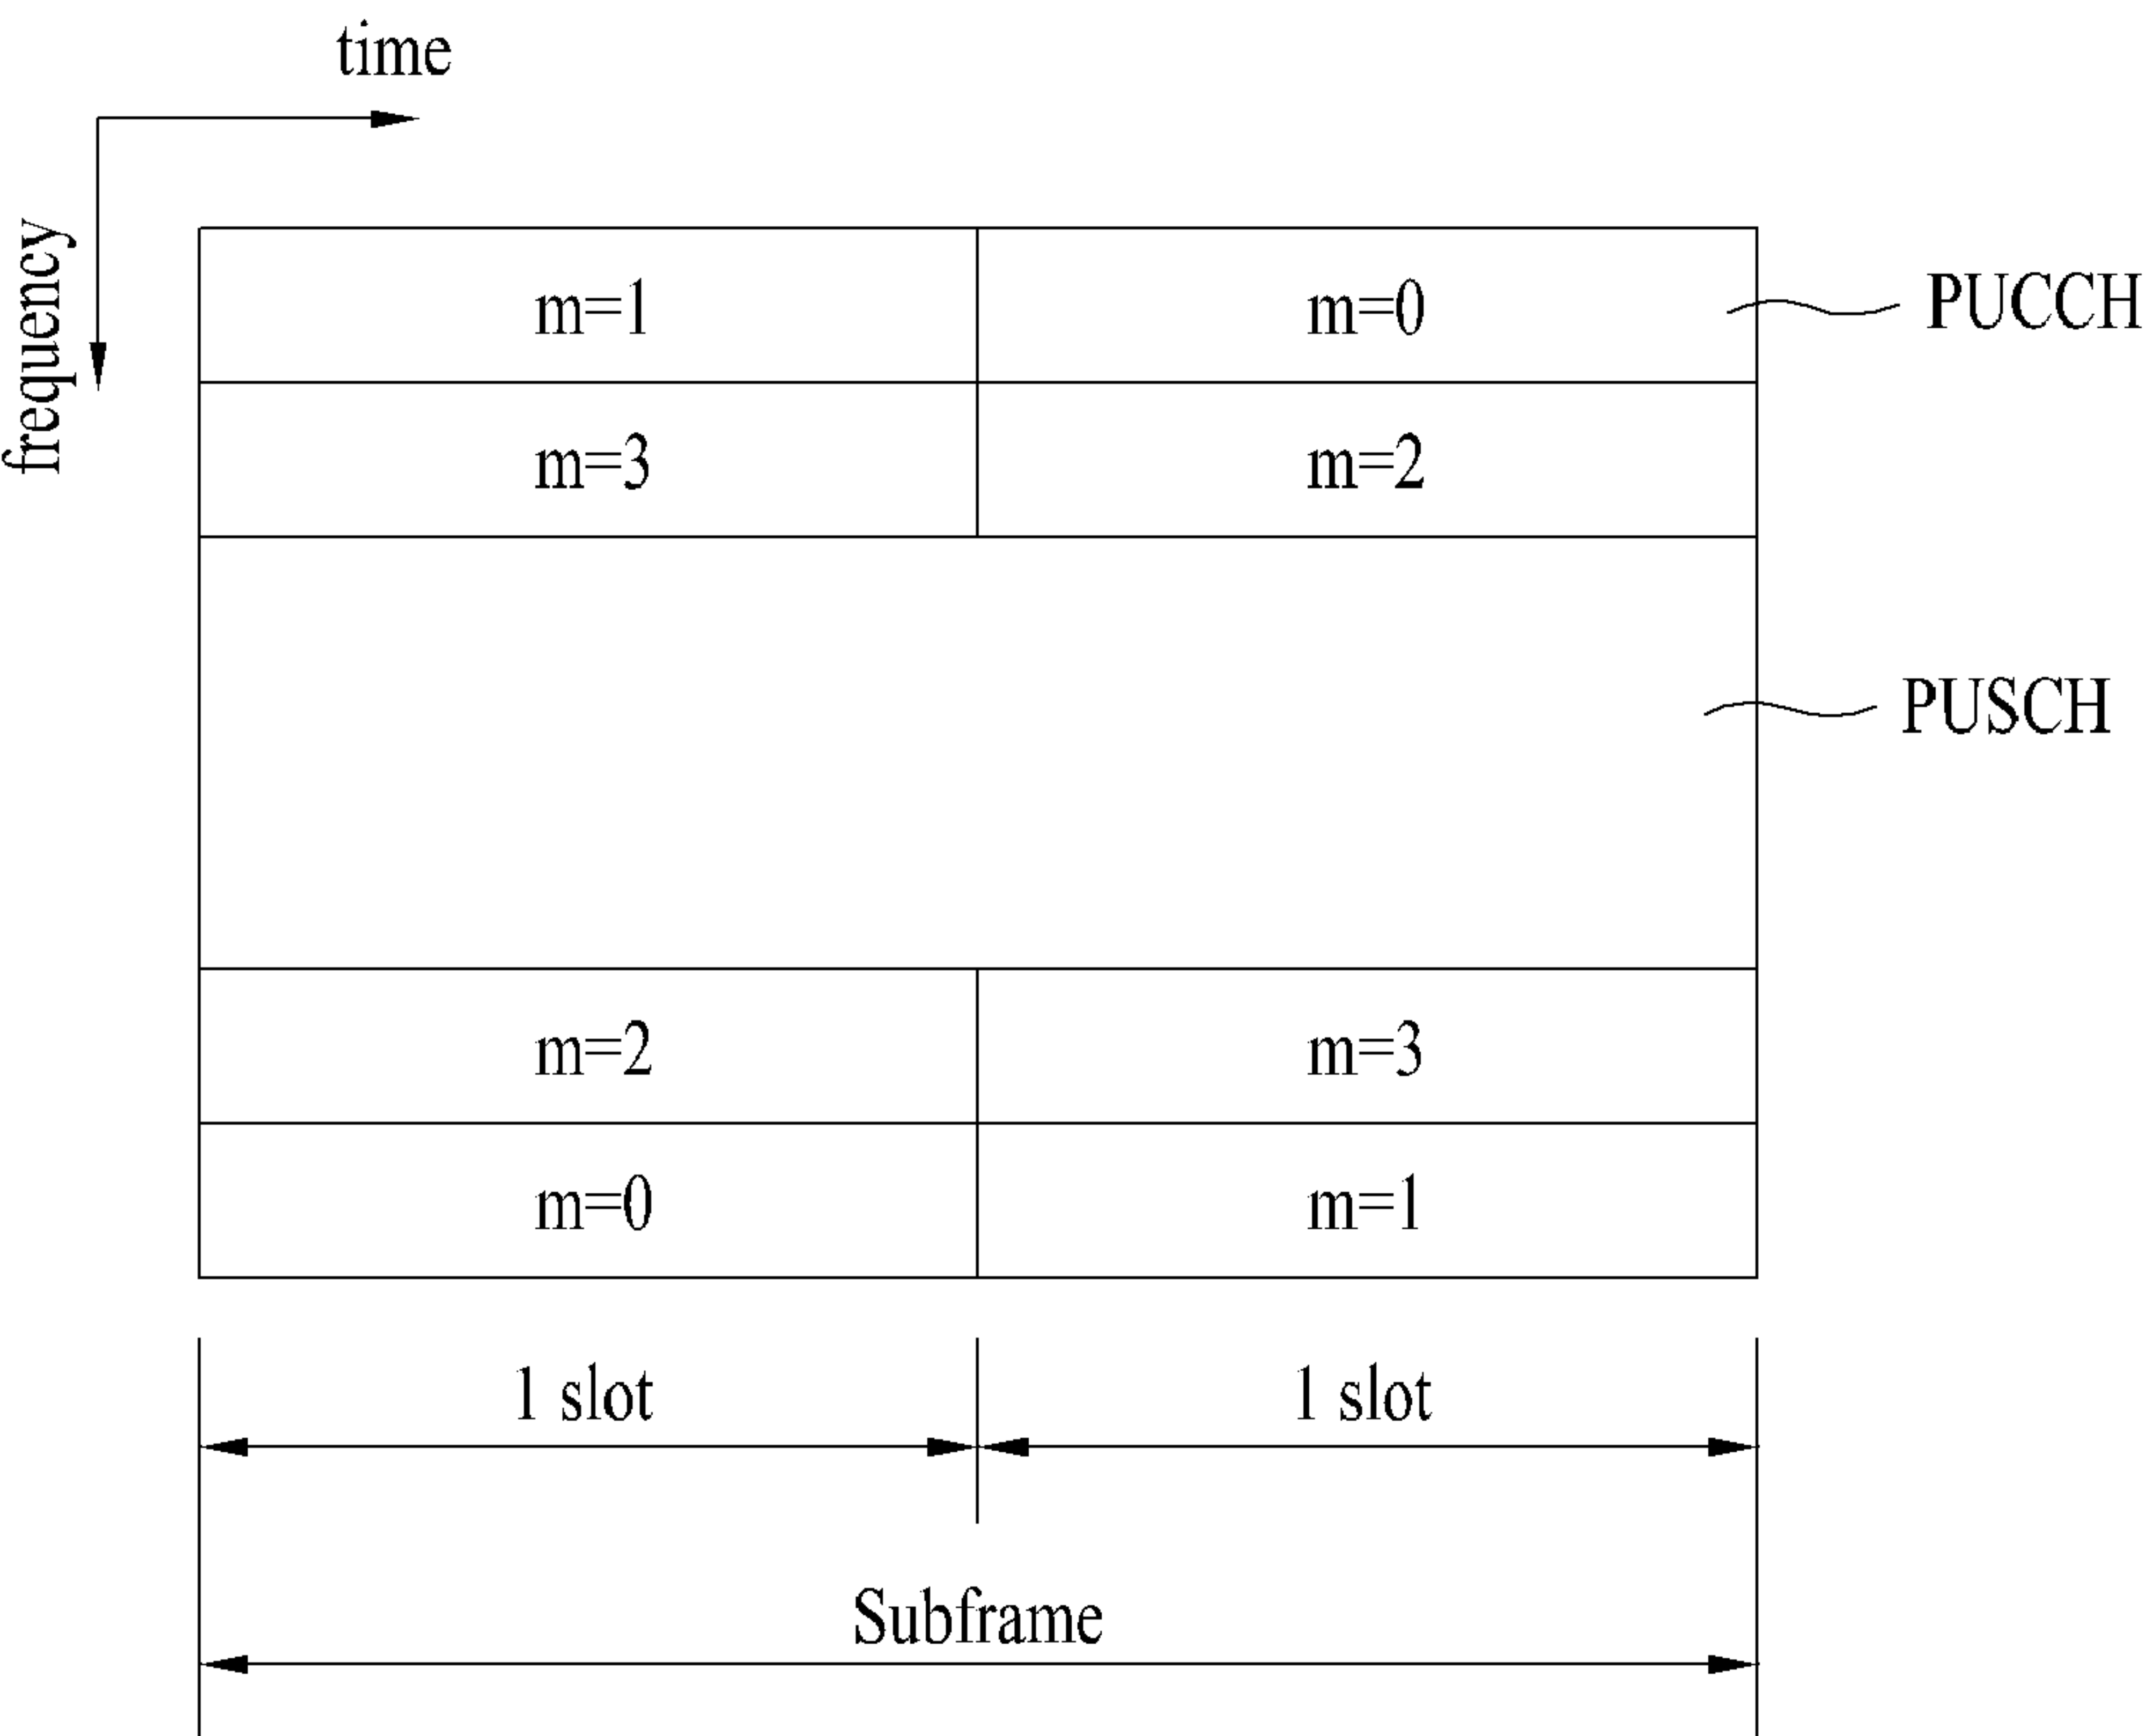 time
frequency
m=1
m=0
PUCCH
m=3
m=2
PUSCH
m=2
m=3
m=0
m=1
1 slot
1 slot
Subframe